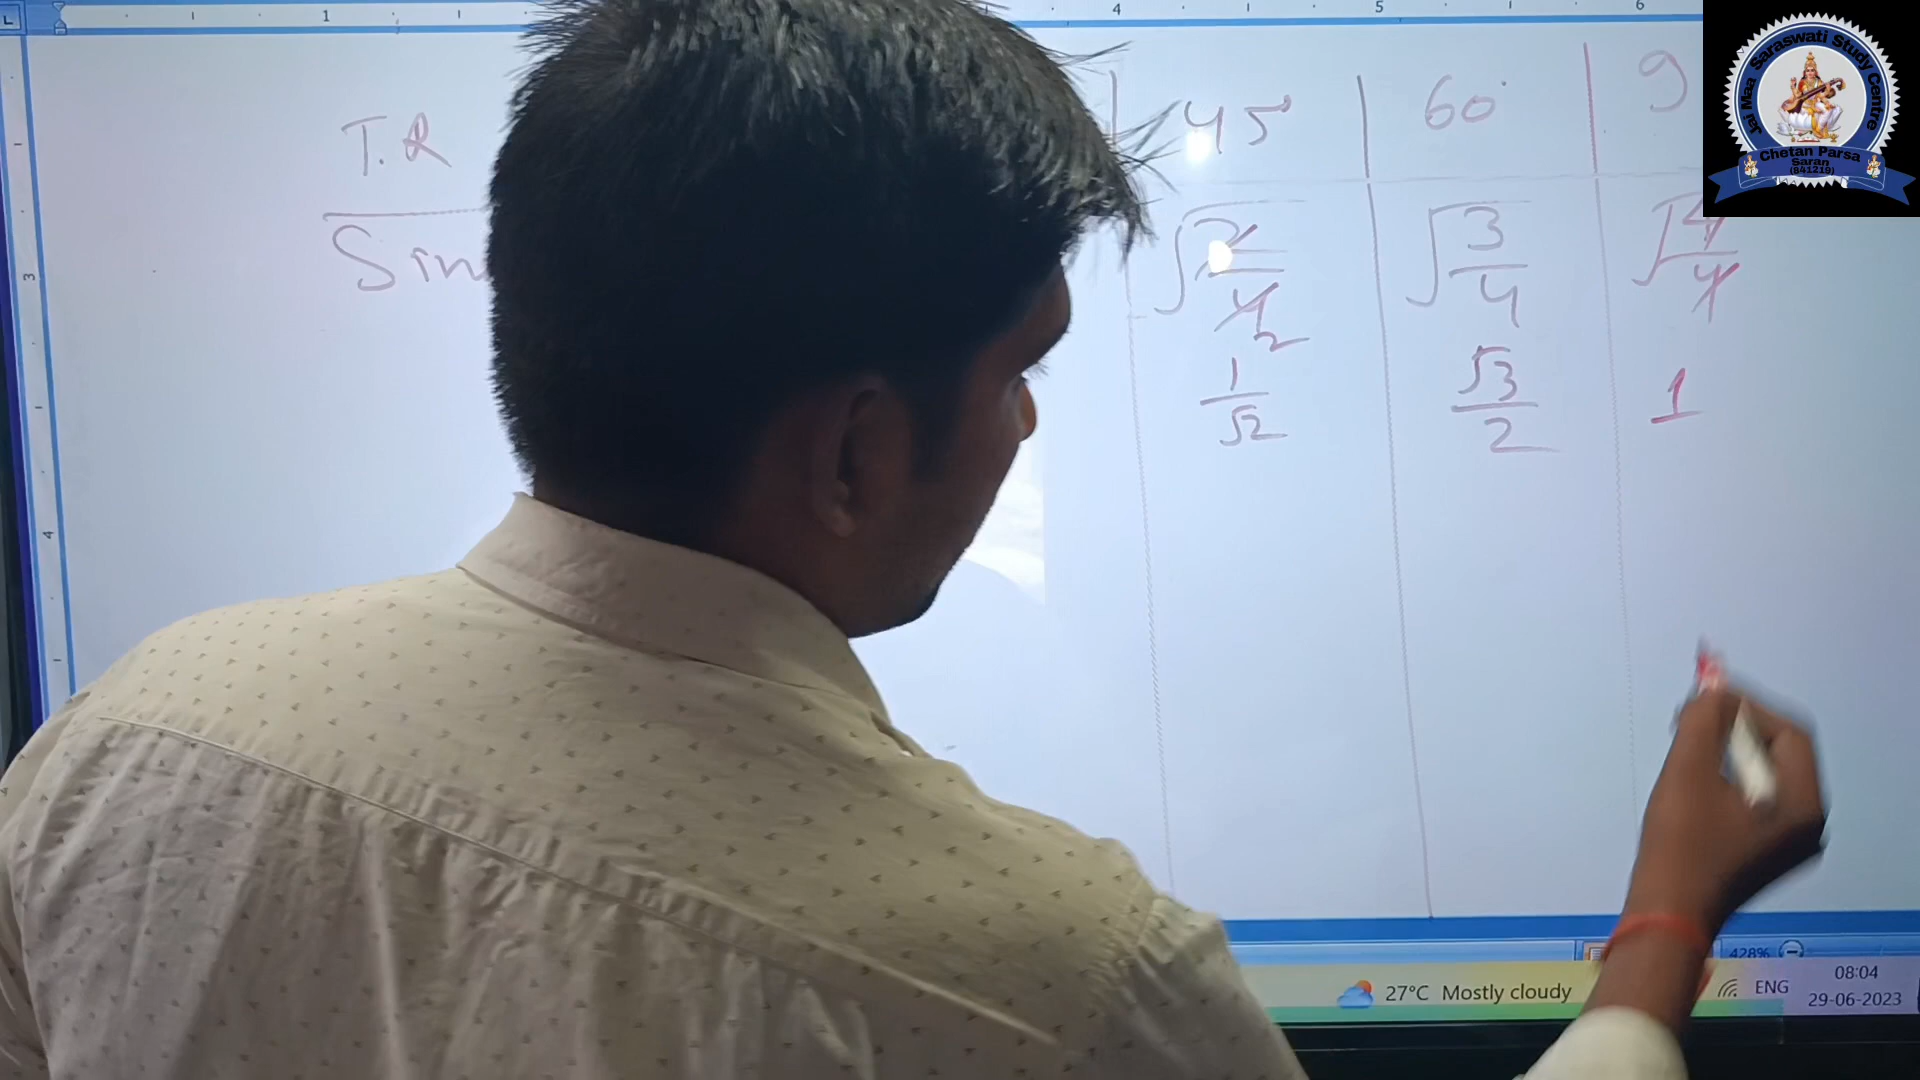 1 4 5 6
T.R 45° 60° 9
Sin √2/4 √3/4 √4/4
2
1/√2 √3/2 1
3
4
Jai Maa Saraswati Study Centre
Chetan Parsa
Saran
(841219)
428%
27°C Mostly cloudy ENG 08:04
29-06-2023